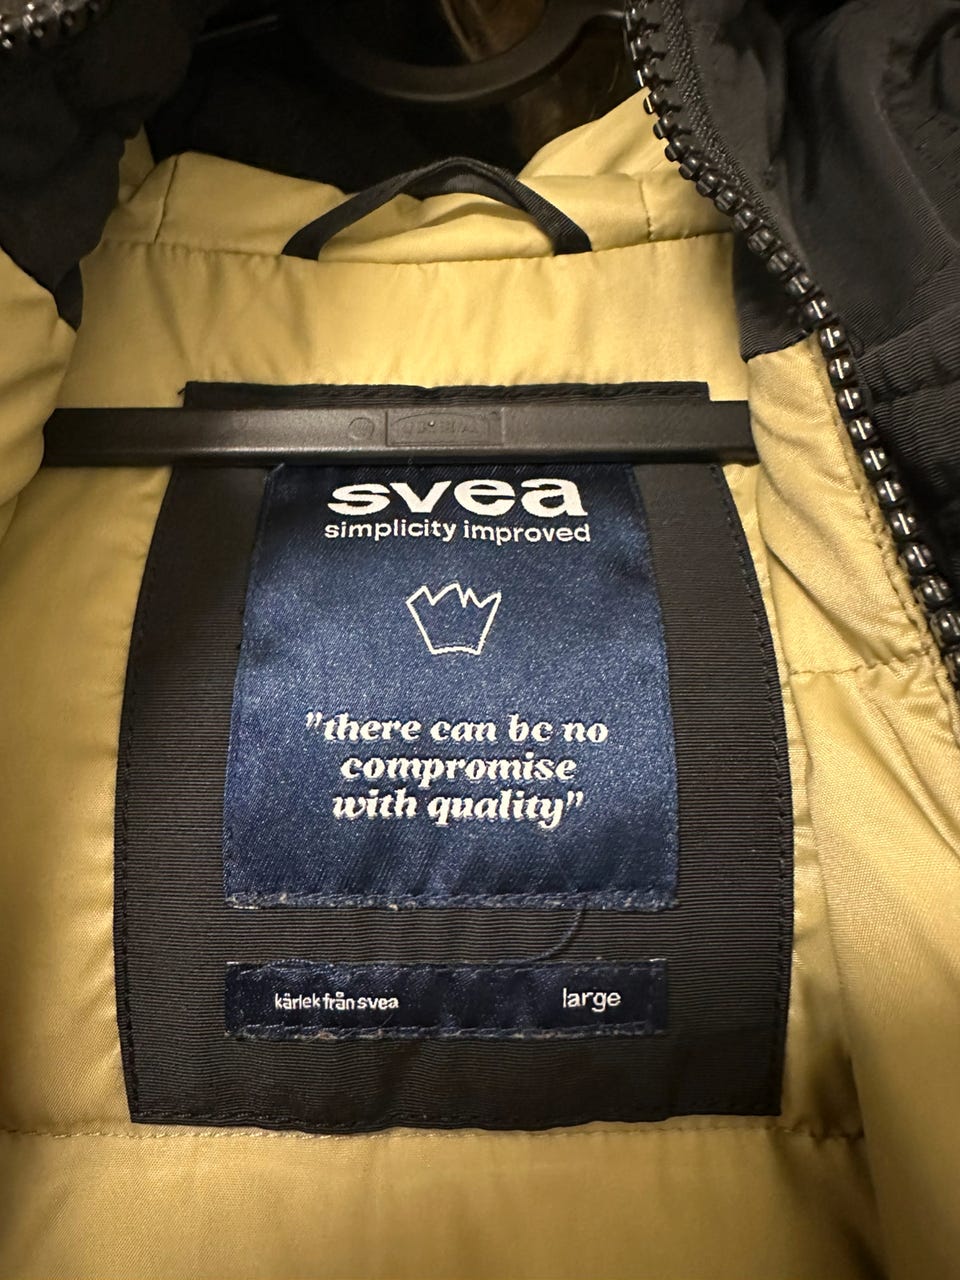 svea
simplicity improved
"there can be no
compromise
with quality"
kärlek från svea
large